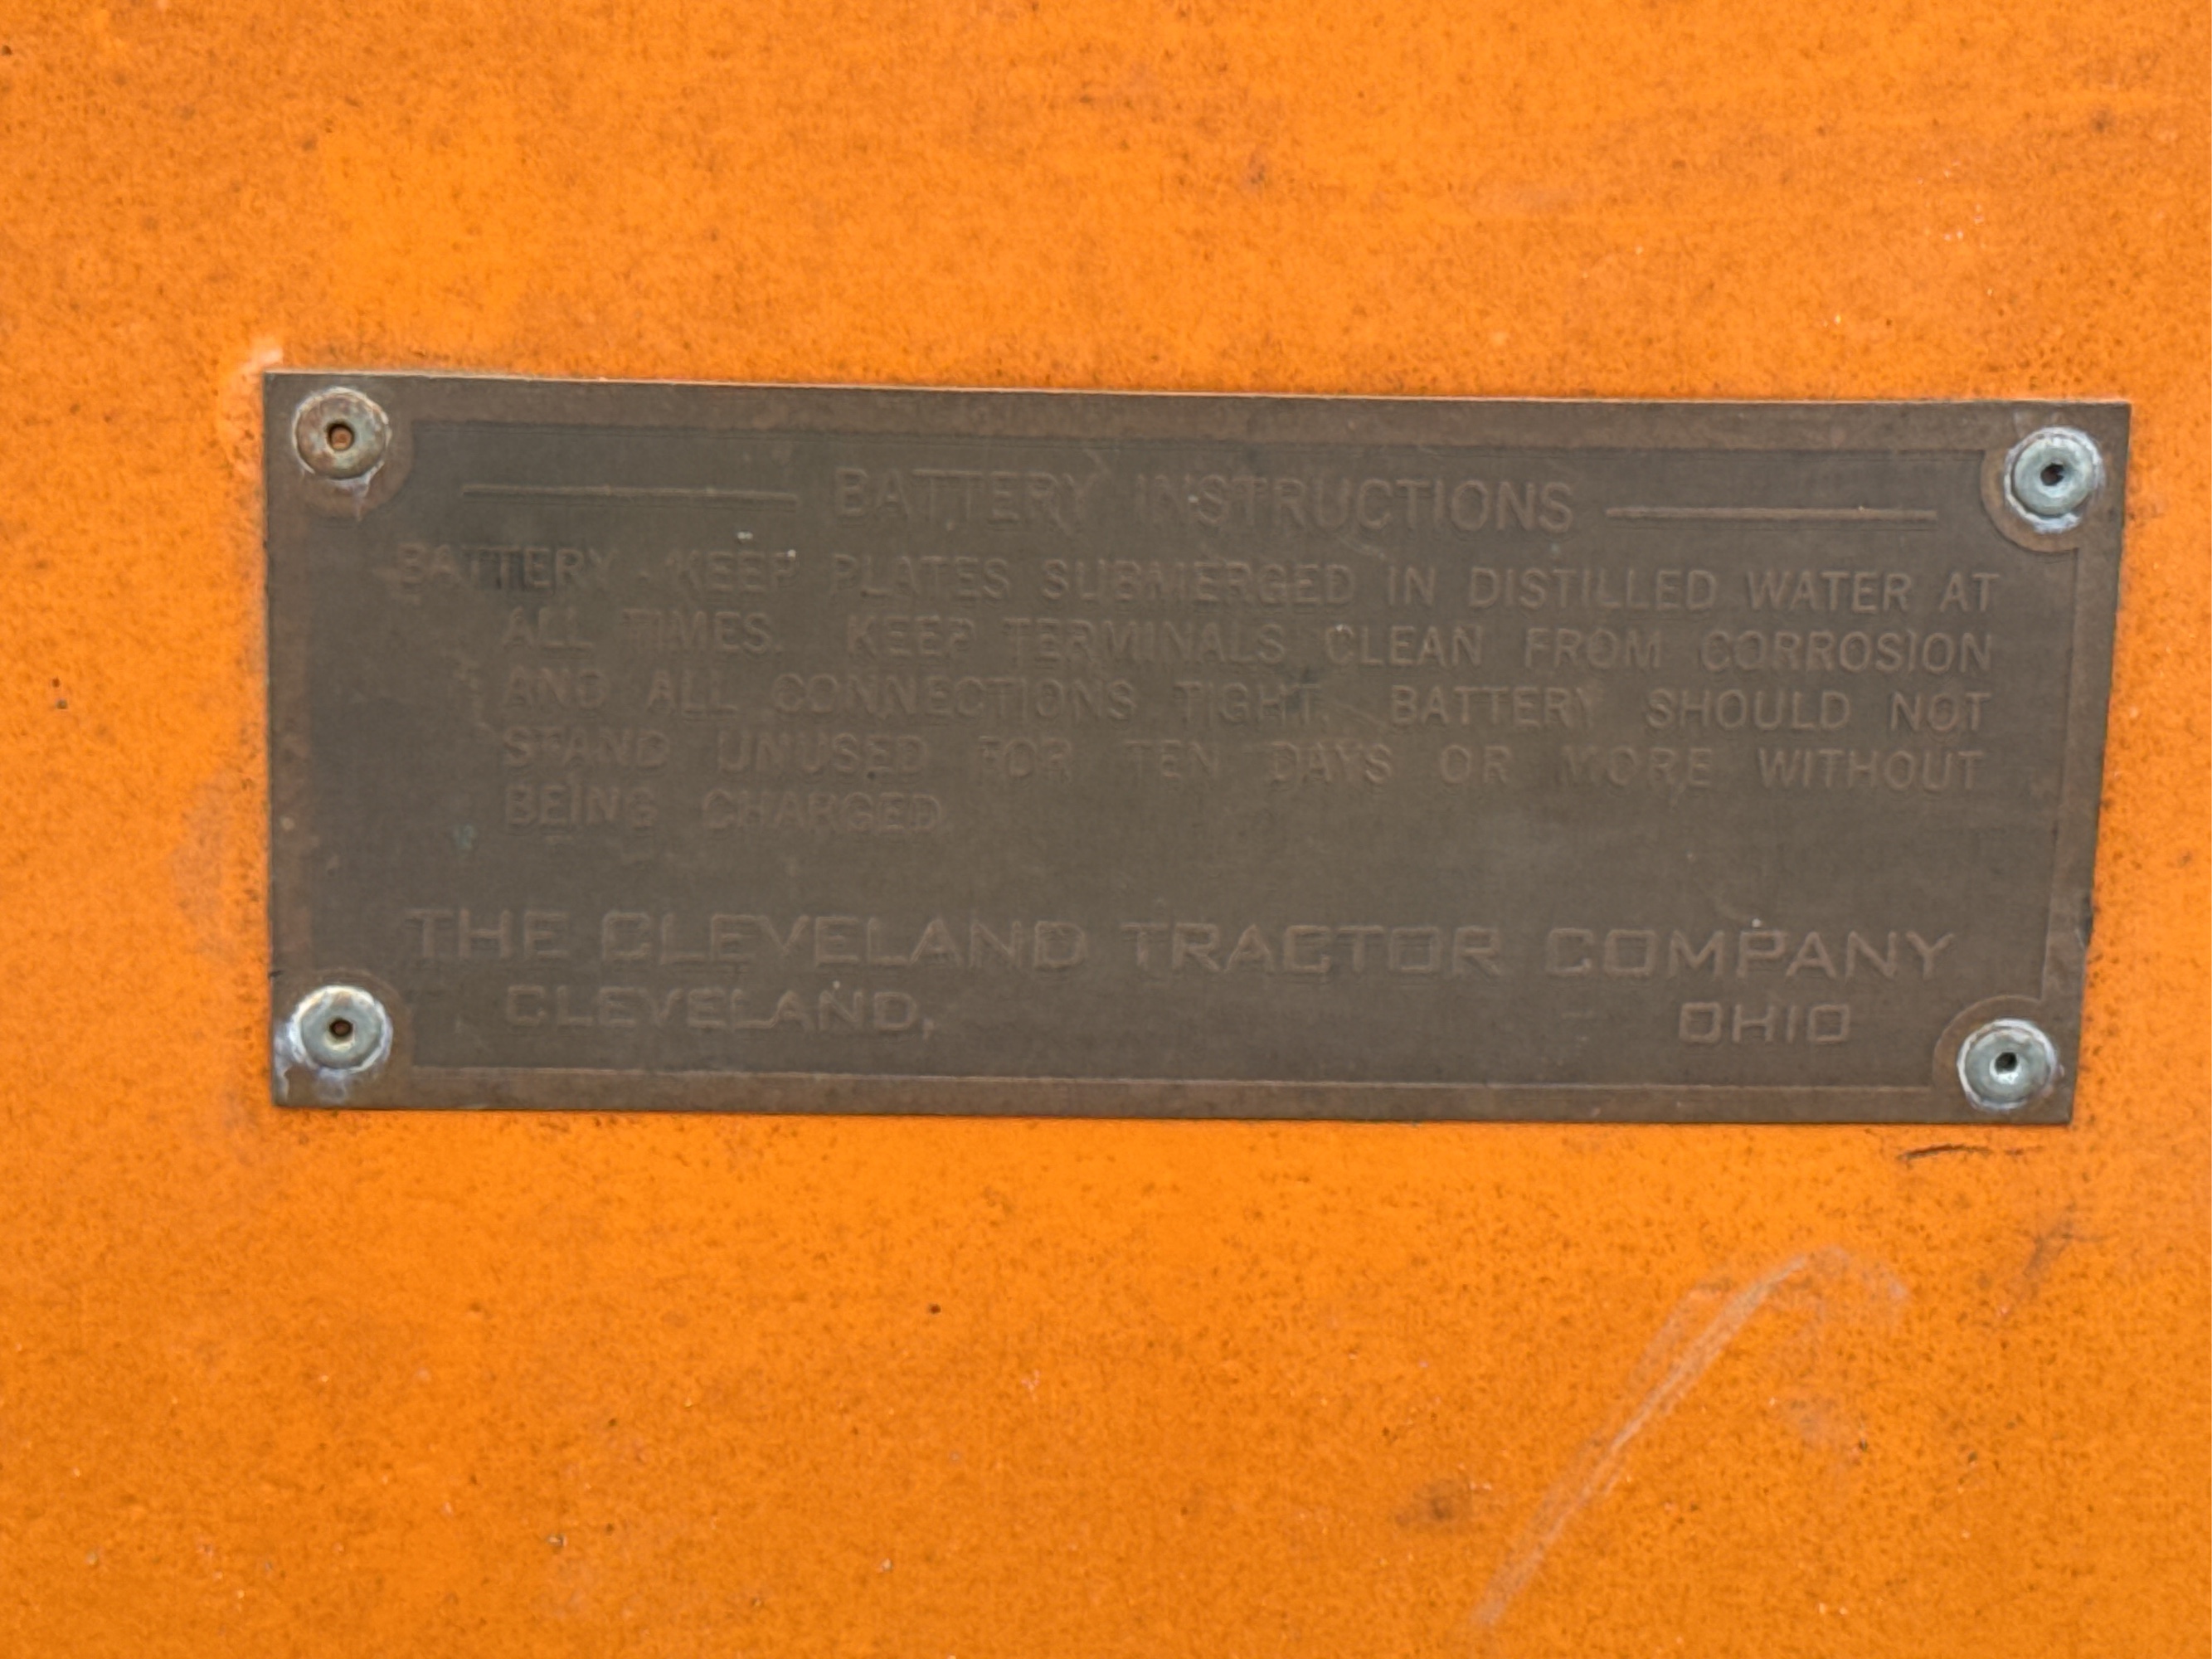 BATTERY INSTRUCTIONS
BATTERY - KEEP PLATES SUBMERGED IN DISTILLED WATER AT
ALL TIMES. KEEP TERMINALS CLEAN FROM CORROSION
AND ALL CONNECTIONS TIGHT. BATTERY SHOULD NOT
STAND UNUSED FOR TEN DAYS OR MORE WITHOUT
BEING CHARGED.
THE CLEVELAND TRACTOR COMPANY
CLEVELAND, OHIO